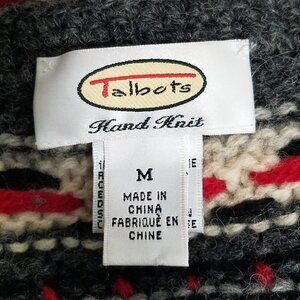 Talbots
Hand Knit
M
MADE IN
CHINA
FABRIQUÉ EN
CHINE